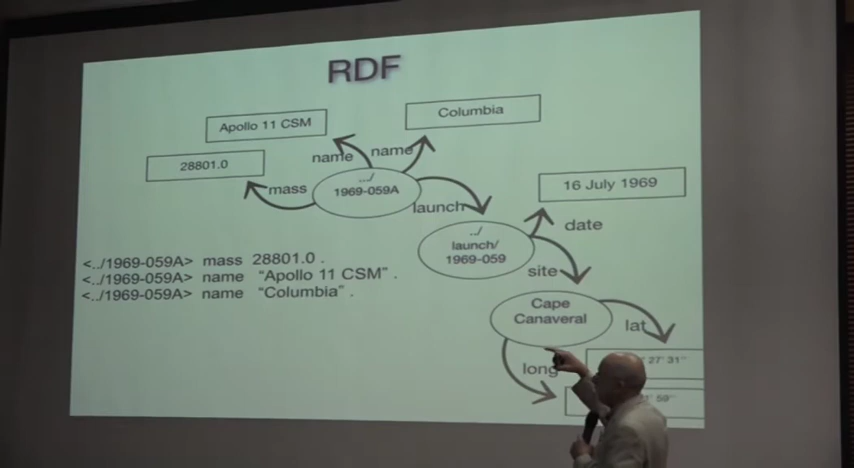 RDF
Apollo 11 CSM
Columbia
28801.0
name
name
mass
../
1969-059A
launch
16 July 1969
date
../
launch/
1969-059
site
<../1969-059A> mass 28801.0 .
<../1969-059A> name "Apollo 11 CSM" .
<../1969-059A> name "Columbia" .
Cape
Canaveral
lat
long
27' 31"
59"